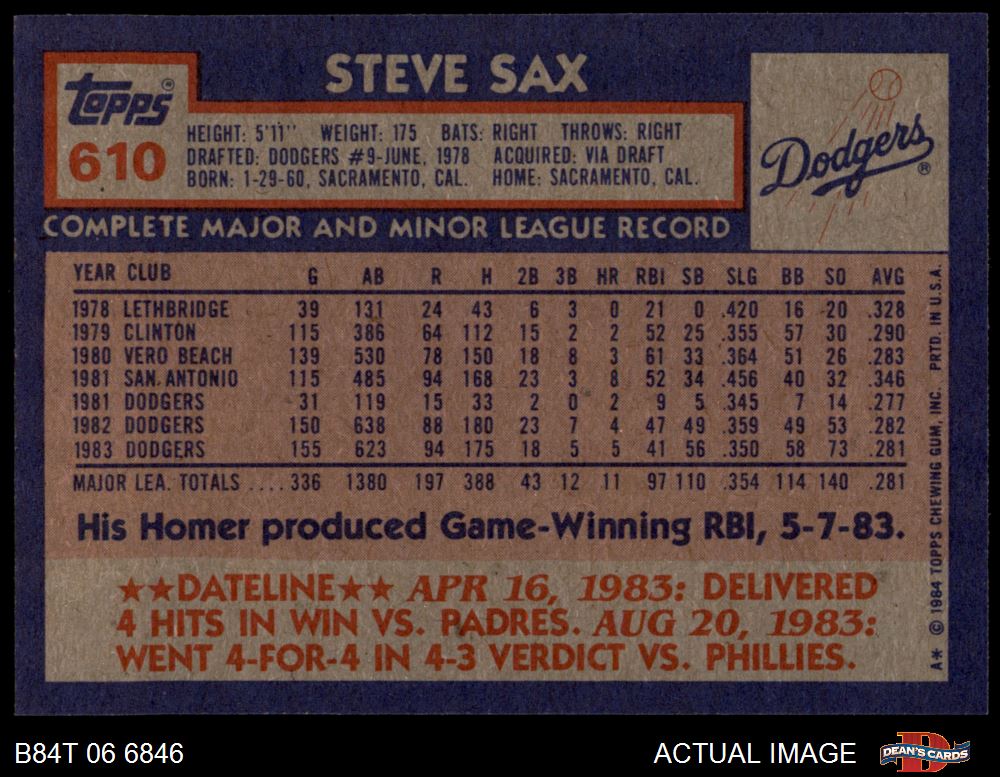 STEVE SAX
topps®
610
HEIGHT: 5'11" WEIGHT: 175 BATS: RIGHT THROWS: RIGHT
DRAFTED: DODGERS #9-JUNE, 1978 ACQUIRED: VIA DRAFT
BORN: 1-29-60, SACRAMENTO, CAL. HOME: SACRAMENTO, CAL.
Dodgers®
COMPLETE MAJOR AND MINOR LEAGUE RECORD
YEAR CLUB G AB R H 2B 3B HR RBI SB SLG BB SO AVG
1978 LETHBRIDGE 39 131 24 43 6 3 0 21 0 .420 16 20 .328
1979 CLINTON 115 386 64 112 15 2 2 52 25 .355 57 30 .290
1980 VERO BEACH 139 530 78 150 18 8 3 61 33 .364 51 26 .283
1981 SAN ANTONIO 115 485 94 168 23 3 8 52 34 .456 40 32 .346
1981 DODGERS 31 119 15 33 2 0 2 9 5 .345 7 14 .277
1982 DODGERS 150 638 88 180 23 7 4 47 49 .359 49 53 .282
1983 DODGERS 155 623 94 175 18 5 5 41 56 .350 58 73 .281
MAJOR LEA. TOTALS .... 336 1380 197 388 43 12 11 97 110 .354 114 140 .281
His Homer produced Game-Winning RBI, 5-7-83.
★★DATELINE★★ APR 16, 1983: DELIVERED
4 HITS IN WIN VS. PADRES. AUG 20, 1983:
WENT 4-FOR-4 IN 4-3 VERDICT VS. PHILLIES.
A* © 1984 TOPPS CHEWING GUM, INC. PRTD. IN U.S.A.
B84T 06 6846
ACTUAL IMAGE
DEAN'S CARDS